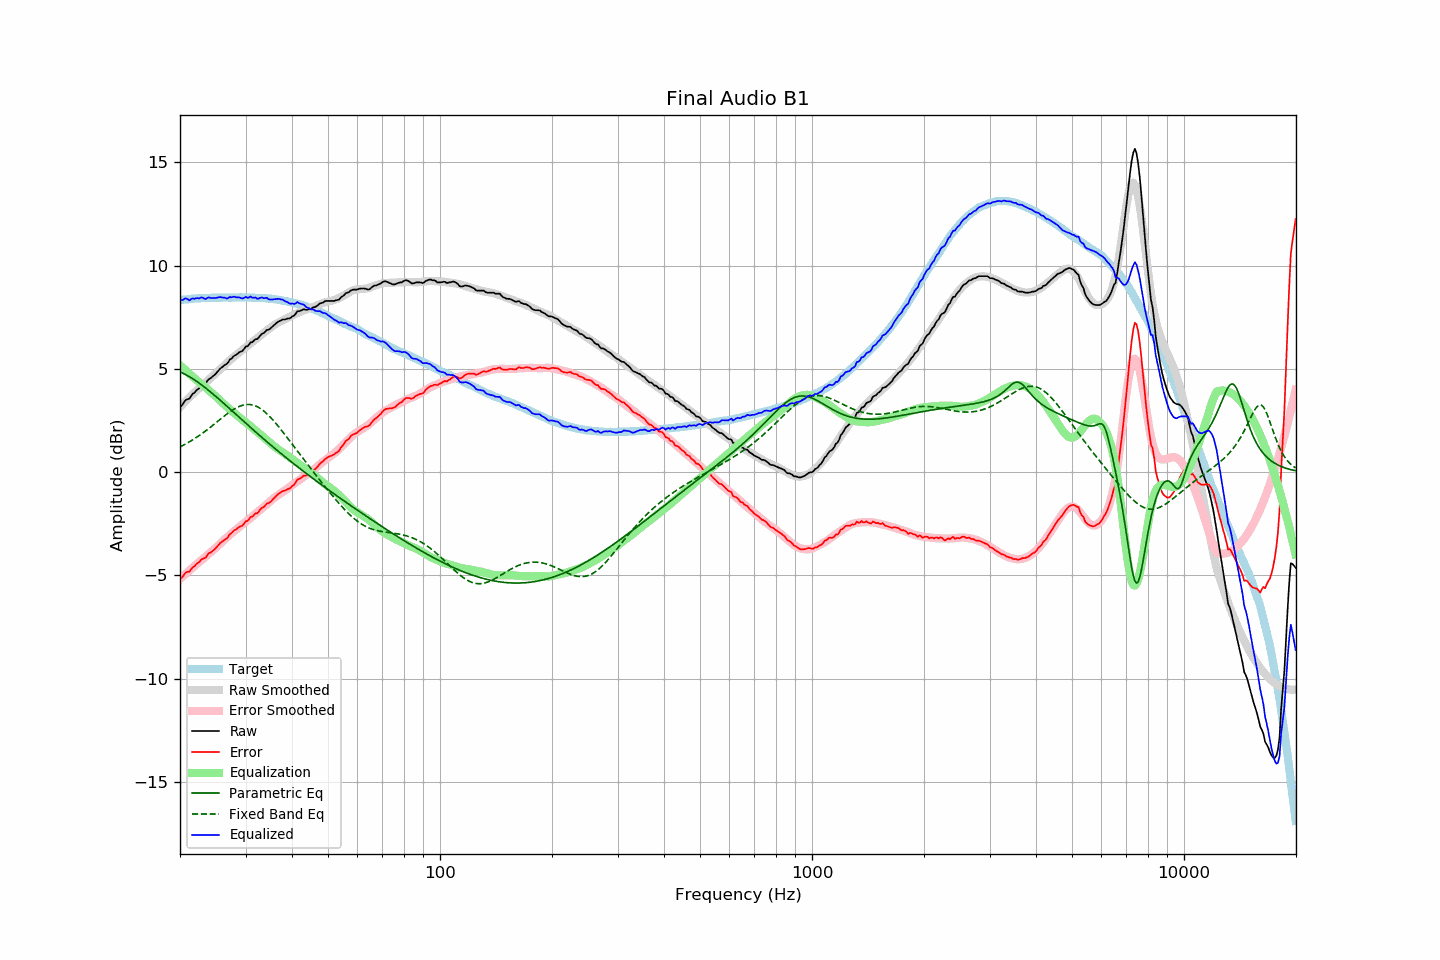 Final Audio B1
Amplitude (dBr)
15
10
5
0
−5
−10
−15
Target
Raw Smoothed
Error Smoothed
Raw
Error
Equalization
Parametric Eq
Fixed Band Eq
Equalized
100
1000
10000
Frequency (Hz)